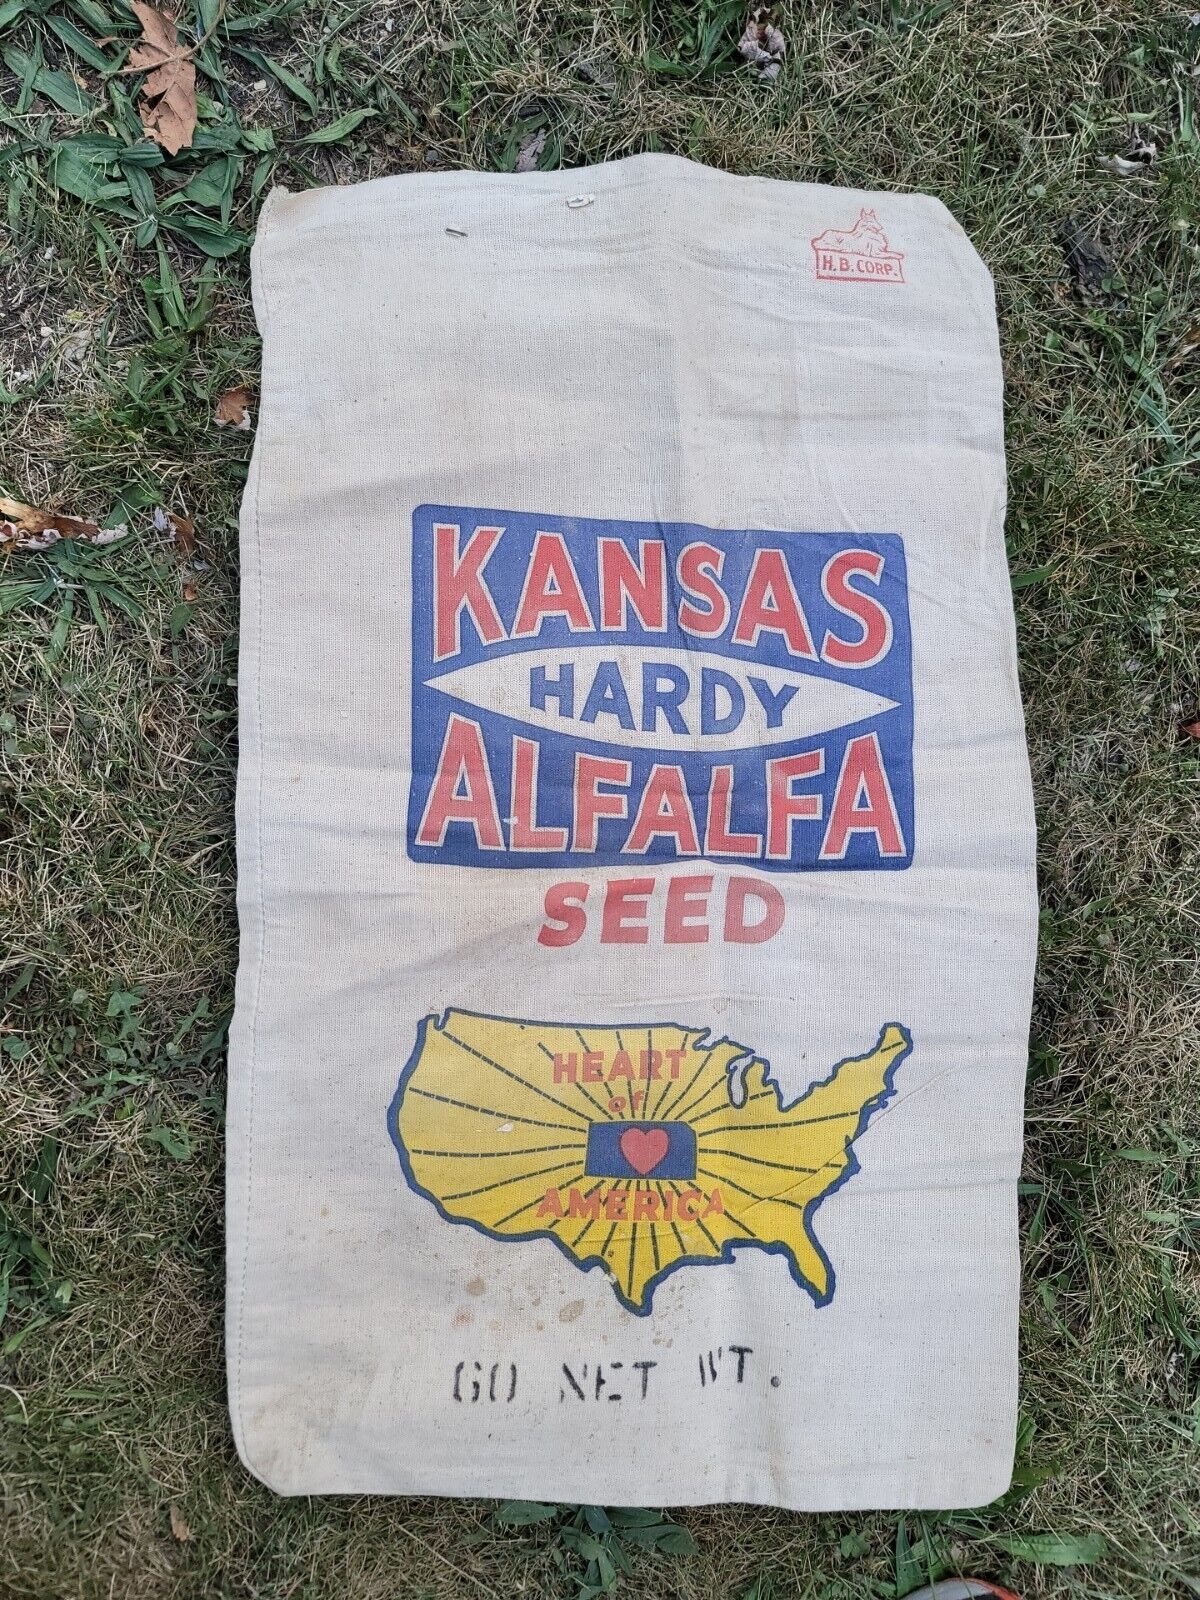 H.B. CORP.
KANSAS
HARDY
ALFALFA
SEED
HEART
of
AMERICA
60 NET WT.